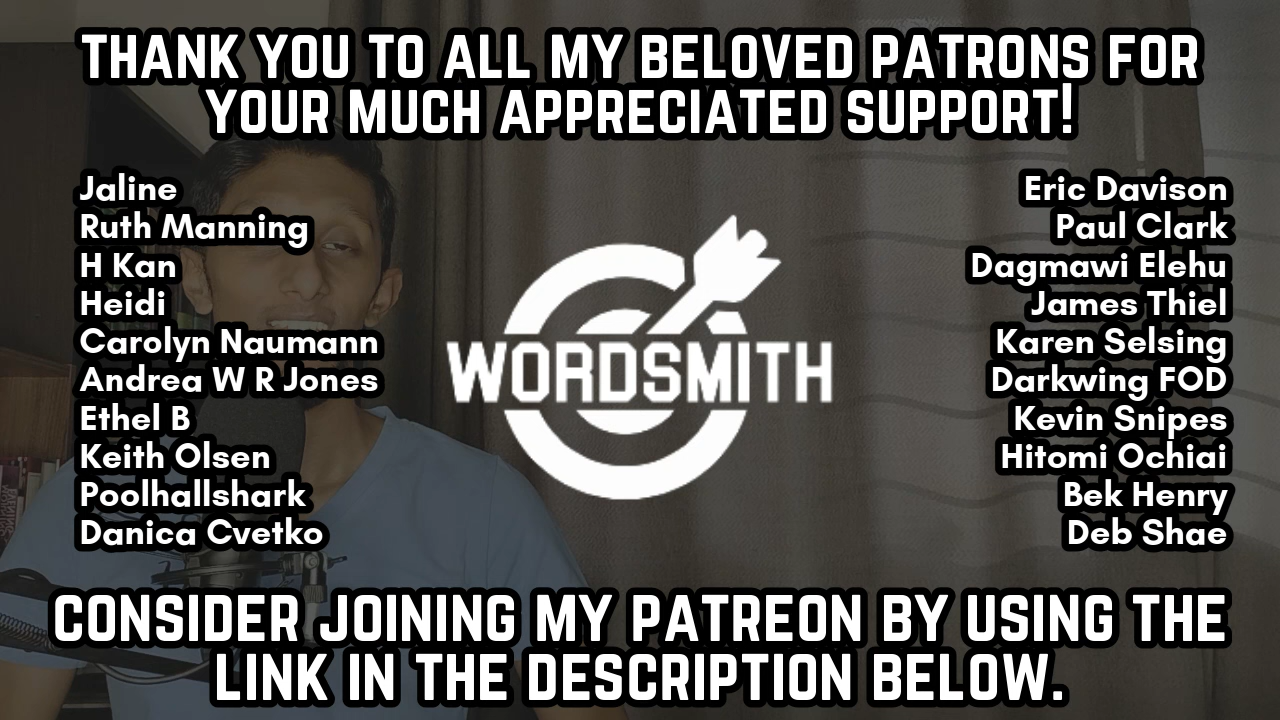 THANK YOU TO ALL MY BELOVED PATRONS FOR
YOUR MUCH APPRECIATED SUPPORT!
Jaline
Ruth Manning
H Kan
Heidi
Carolyn Naumann
Andrea W R Jones
Ethel B
Keith Olsen
Poolhallshark
Danica Cvetko
WORDSMITH
Eric Davison
Paul Clark
Dagmawi Elehu
James Thiel
Karen Selsing
Darkwing FOD
Kevin Snipes
Hitomi Ochiai
Bek Henry
Deb Shae
CONSIDER JOINING MY PATREON BY USING THE
LINK IN THE DESCRIPTION BELOW.